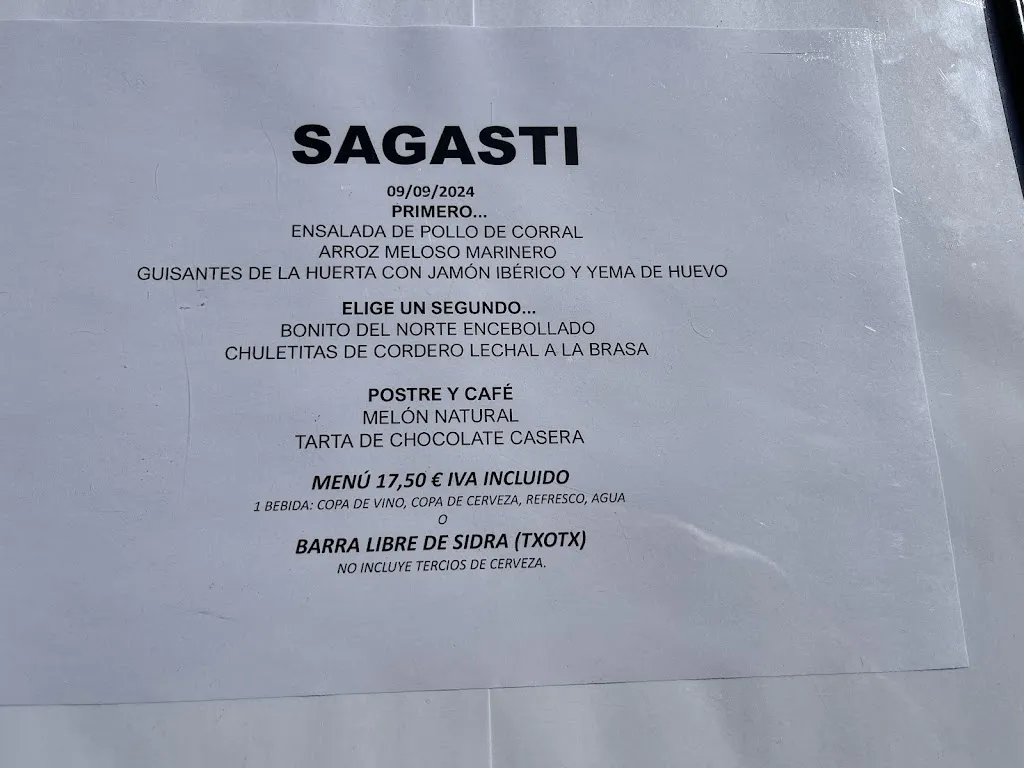 SAGASTI
09/09/2024
PRIMERO...
ENSALADA DE POLLO DE CORRAL
ARROZ MELOSO MARINERO
GUISANTES DE LA HUERTA CON JAMÓN IBÉRICO Y YEMA DE HUEVO
ELIGE UN SEGUNDO...
BONITO DEL NORTE ENCEBOLLADO
CHULETITAS DE CORDERO LECHAL A LA BRASA
POSTRE Y CAFÉ
MELÓN NATURAL
TARTA DE CHOCOLATE CASERA
MENÚ 17,50 € IVA INCLUIDO
1 BEBIDA: COPA DE VINO, COPA DE CERVEZA, REFRESCO, AGUA
O
BARRA LIBRE DE SIDRA (TXOTX)
NO INCLUYE TERCIOS DE CERVEZA.